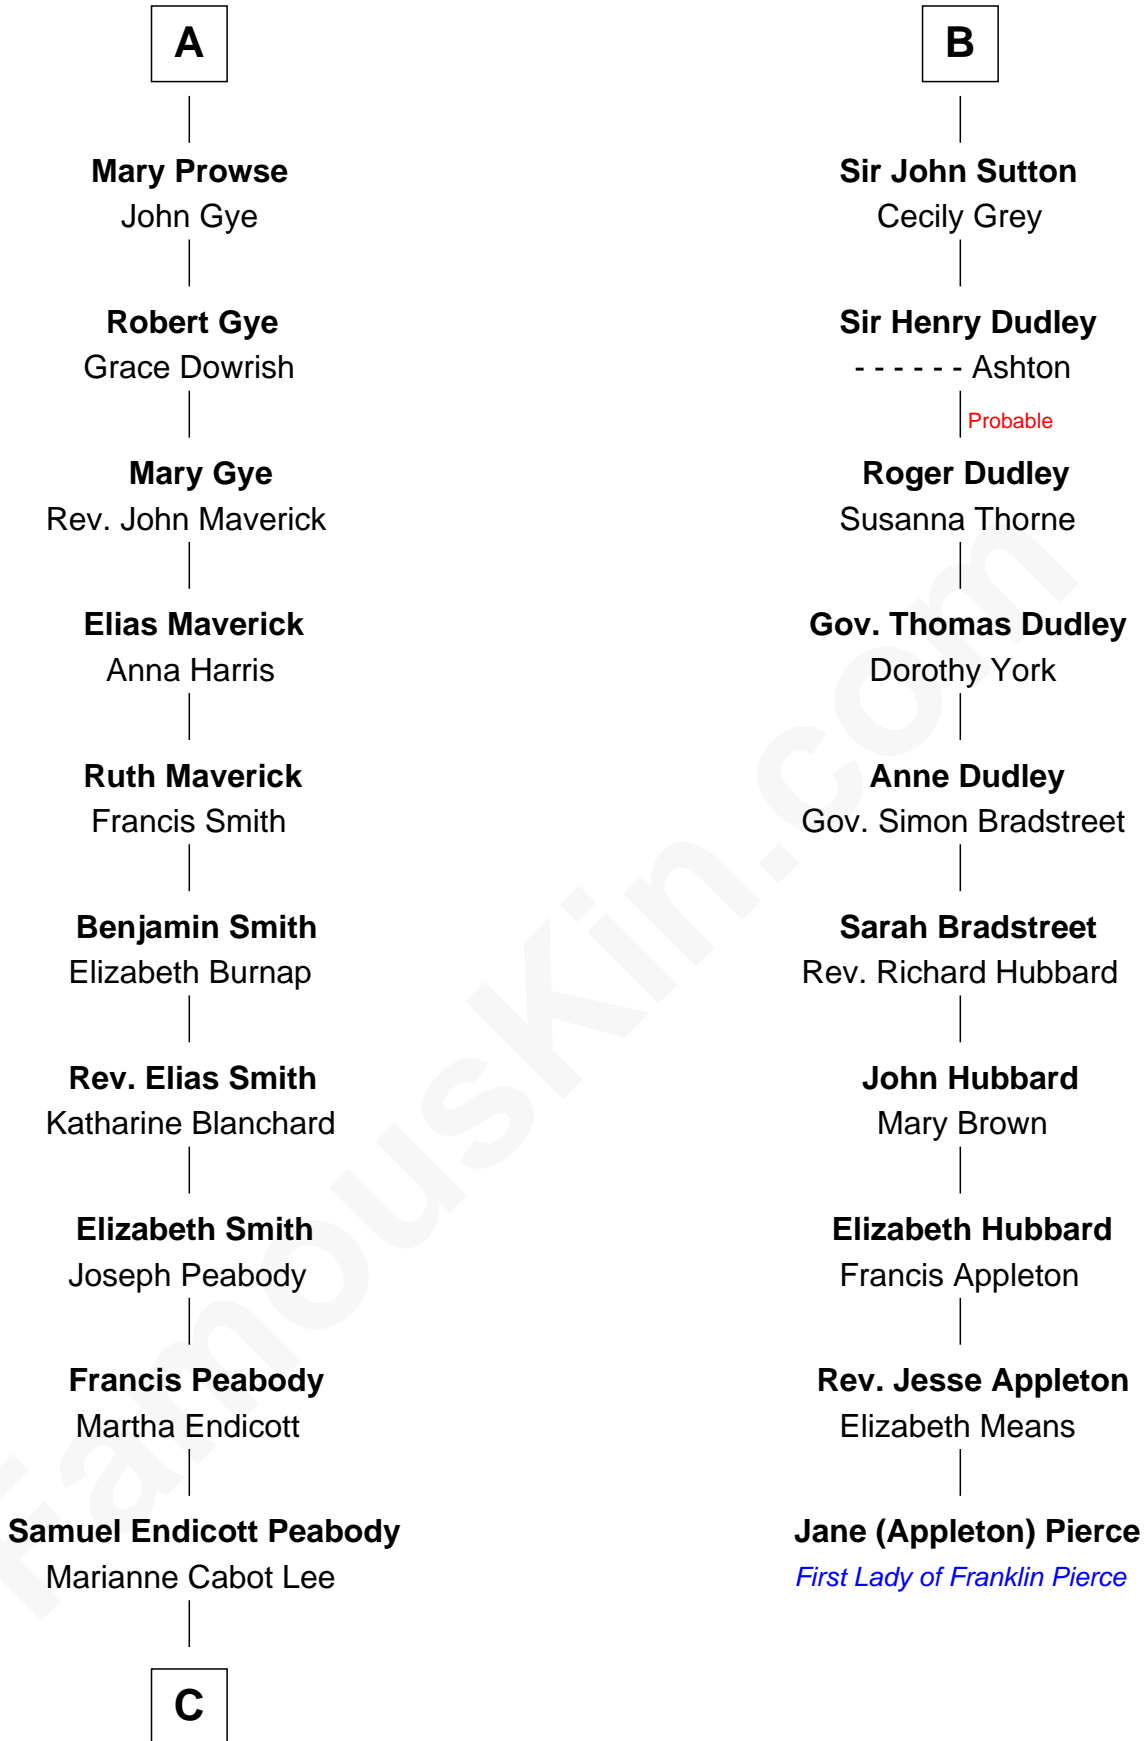 A
Mary Prowse
John Gye
Robert Gye
Grace Dowrish
Mary Gye
Rev. John Maverick
Elias Maverick
Anna Harris
Ruth Maverick
Francis Smith
Benjamin Smith
Elizabeth Burnap
Rev. Elias Smith
Katharine Blanchard
Elizabeth Smith
Joseph Peabody
Francis Peabody
Martha Endicott
Samuel Endicott Peabody
Marianne Cabot Lee
C
B
Sir John Sutton
Cecily Grey
Sir Henry Dudley
- - - - - - Ashton
Probable
Roger Dudley
Susanna Thorne
Gov. Thomas Dudley
Dorothy York
Anne Dudley
Gov. Simon Bradstreet
Sarah Bradstreet
Rev. Richard Hubbard
John Hubbard
Mary Brown
Elizabeth Hubbard
Francis Appleton
Rev. Jesse Appleton
Elizabeth Means
Jane (Appleton) Pierce
First Lady of Franklin Pierce
FamousKin.com